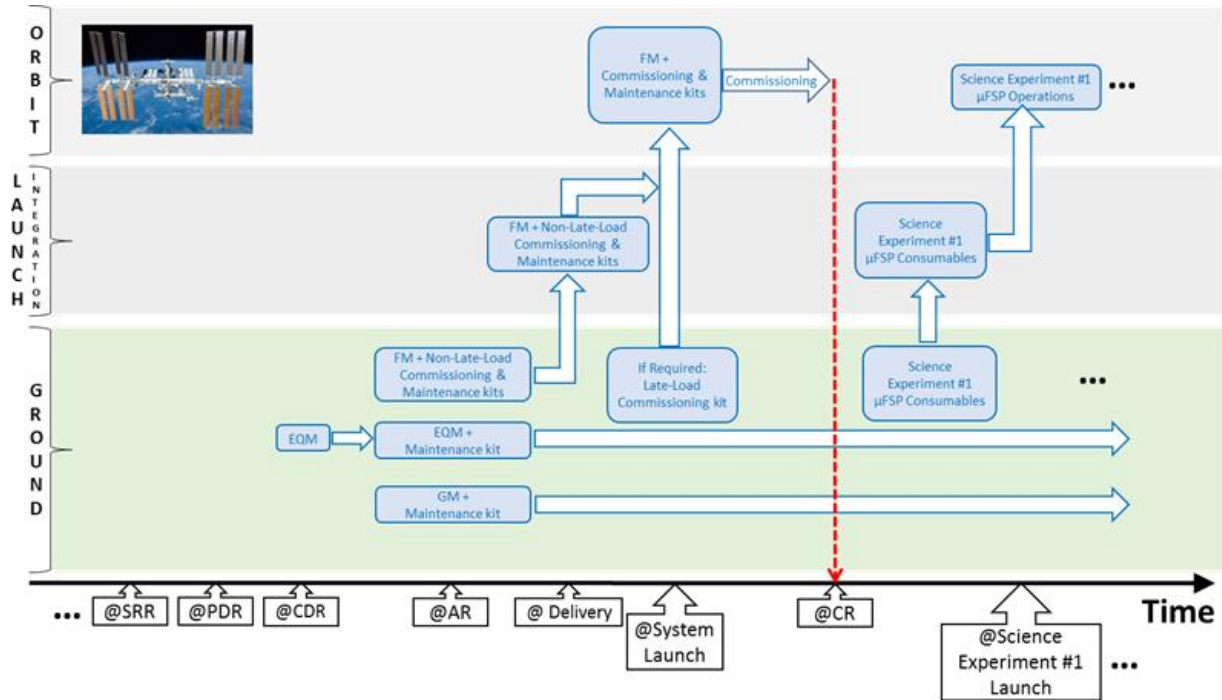 ORBIT
FM +
Commissioning &
Maintenance kits
Commissioning
Science Experiment #1
µFSP Operations
...
LAUNCH
INTEGRATION
FM + Non-Late-Load
Commissioning &
Maintenance kits
Science
Experiment #1
µFSP Consumables
GROUND
FM + Non-Late-Load
Commissioning &
Maintenance kits
If Required:
Late-Load
Commissioning kit
Science
Experiment #1
µFSP Consumables
...
EQM
EQM +
Maintenance kit
GM +
Maintenance kit
...
@SRR
@PDR
@CDR
@AR
@ Delivery
@System
Launch
@CR
@Science
Experiment #1
Launch
...
Time